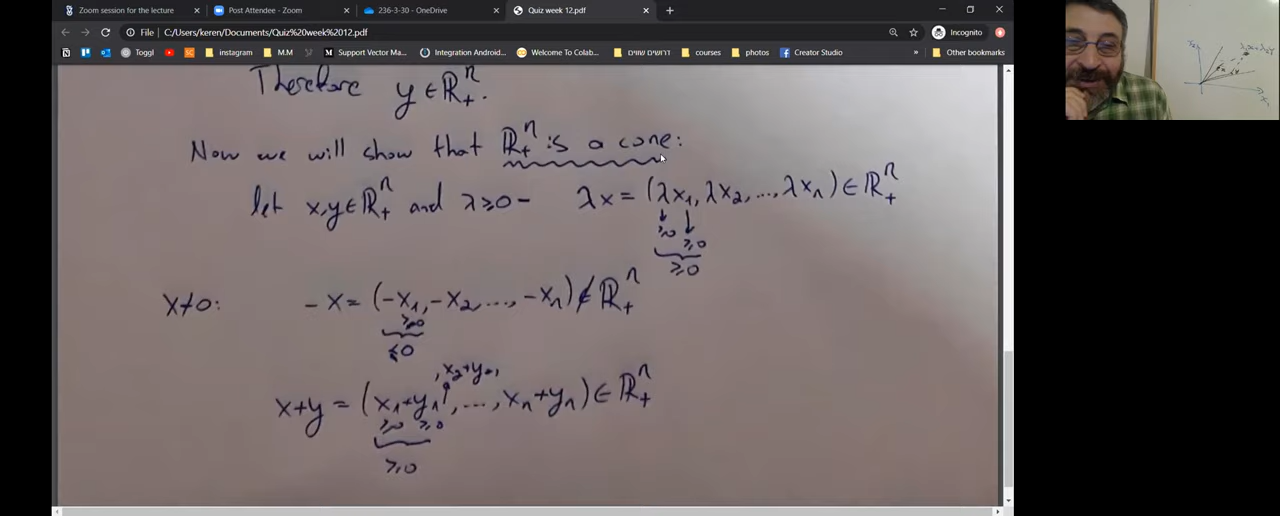 Zoom session for the lecture
Post Attendee - Zoom
236-3-30 - OneDrive
Quiz week 12.pdf
File | C:/Users/keren/Documents/Quiz%20week%2012.pdf
Incognito
Toggl
instagram
M.M
Support Vector Ma...
Integration Android...
Welcome To Colab...
דרושים שווים
courses
photos
Creator Studio
»
Other bookmarks
Therefore y ∈ ℝ₊ⁿ.
Now we will show that ℝ₊ⁿ is a cone:
let x,y ∈ ℝ₊ⁿ and λ ≥ 0 - λx = (λx₁, λx₂, ..., λxₙ) ∈ ℝ₊ⁿ
≥0
≥0
≥0
x≠0: -x = (-x₁, -x₂, ..., -xₙ) ∉ ℝ₊ⁿ
≥0
≤0
, x₂+y₂,
x+y = (x₁+y₁, ..., xₙ+yₙ) ∈ ℝ₊ⁿ
≥0 ≥0
≥0